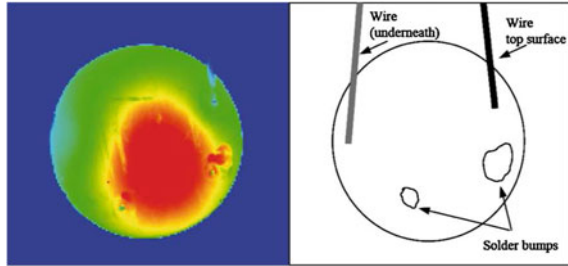 Wire
(underneath)
Wire
top surface
Solder bumps